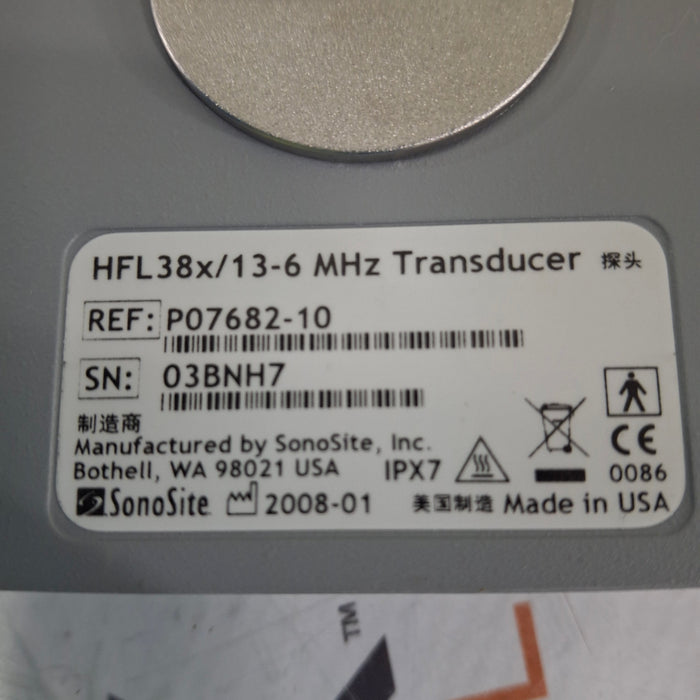 HFL38x/13-6 MHz Transducer 探头
REF: P07682-10
SN: 03BNH7
制造商
Manufactured by SonoSite, Inc.
Bothell, WA 98021 USA IPX7
CE
0086
SonoSite 2008-01 美国制造 Made in USA
TM